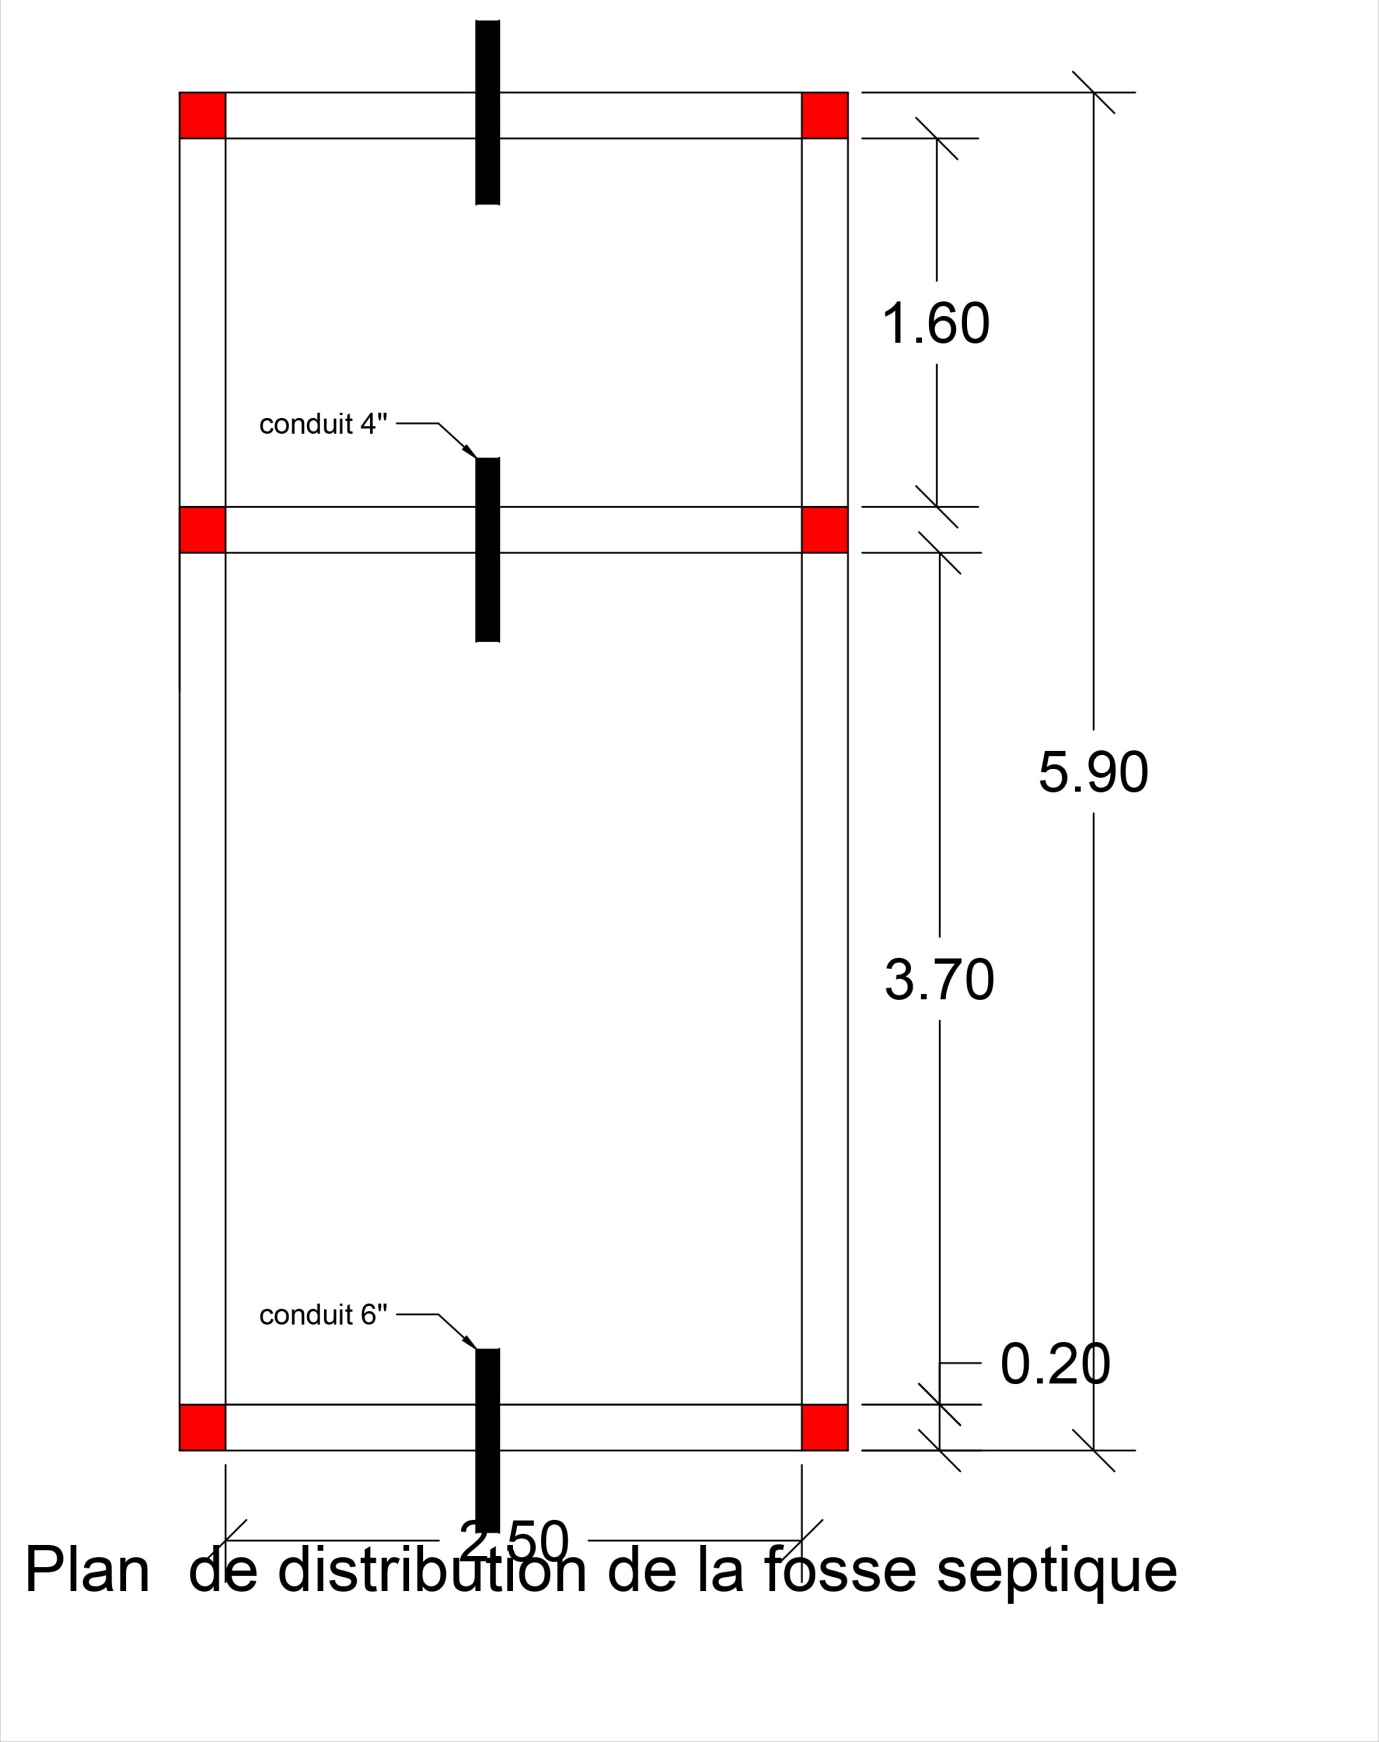 1.60
conduit 4"
5.90
3.70
conduit 6"
0.20
2.50
Plan de distribution de la fosse septique